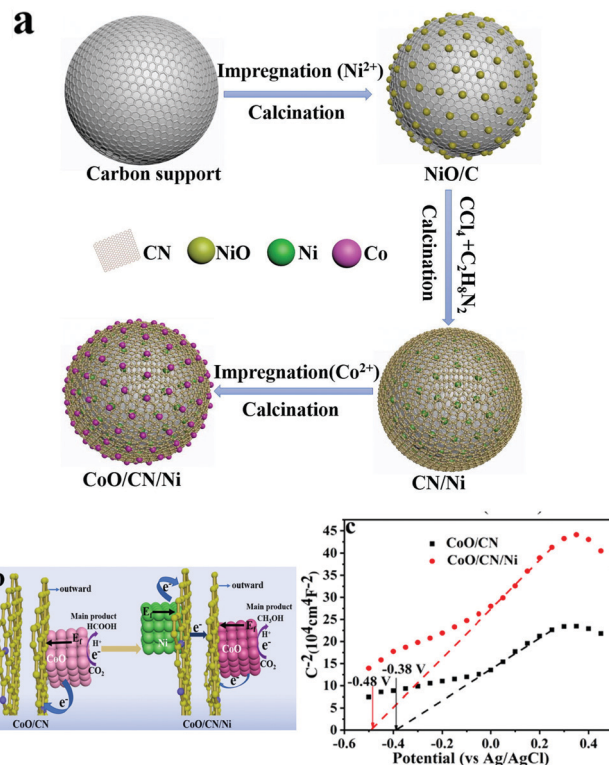 a
Impregnation (Ni²⁺)
Calcination
Carbon support
NiO/C
CCl₄+C₂H₈N₂
Calcination
CN
NiO
Ni
Co
Impregnation(Co²⁺)
Calcination
CoO/CN/Ni
CN/Ni
outward
Main product
HCOOH
H⁺
e⁻
CO₂
E_f
CoO
e⁻
CoO/CN
e⁻
E_f
Ni
outward
e⁻
Main product
CH₃OH
H⁺
e⁻
CO₂
E_f
CoO
e⁻
CoO/CN/Ni
c
C⁻²(10⁴cm⁴F⁻²)
45
40
35
30
25
20
15
10
5
0
CoO/CN
CoO/CN/Ni
-0.48 V
-0.38 V
-0.6
-0.4
-0.2
0.0
0.2
0.4
Potential (vs Ag/AgCl)